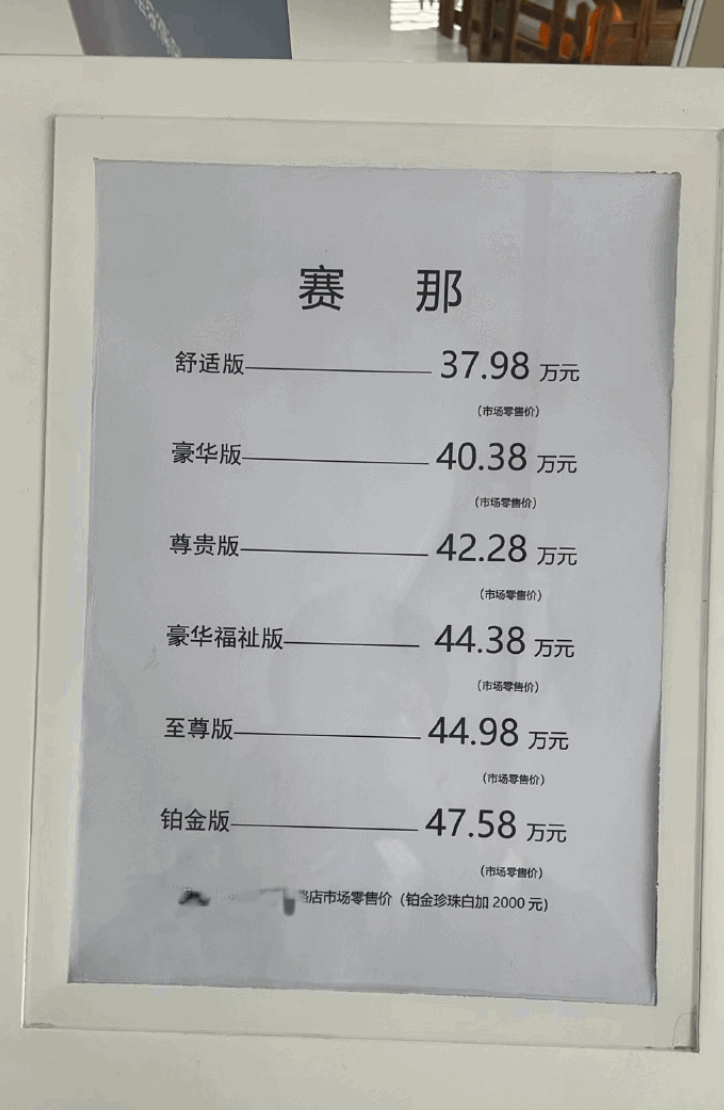 赛 那
舒适版 37.98 万元
（市场零售价）
豪华版 40.38 万元
（市场零售价）
尊贵版 42.28 万元
（市场零售价）
豪华福祉版 44.38 万元
（市场零售价）
至尊版 44.98 万元
（市场零售价）
铂金版 47.58 万元
（市场零售价）
店市场零售价（铂金珍珠白加 2000 元）